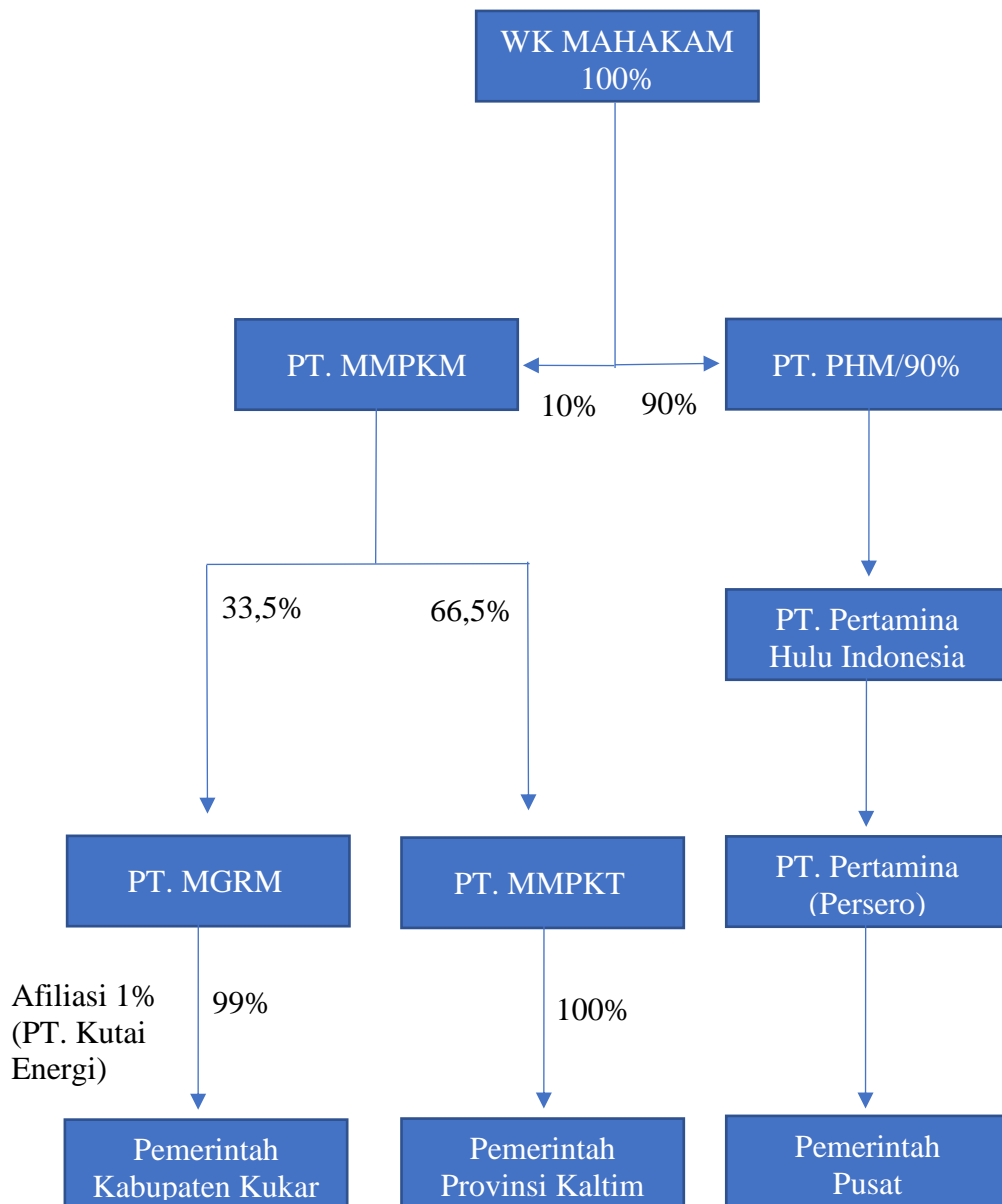 WK MAHAKAM
100%
PT. MMPKM
10%
90%
PT. PHM/90%
33,5%
66,5%
PT. Pertamina
Hulu Indonesia
PT. MGRM
PT. MMPKT
PT. Pertamina
(Persero)
Afiliasi 1%
(PT. Kutai
Energi)
99%
100%
Pemerintah
Kabupaten Kukar
Pemerintah
Provinsi Kaltim
Pemerintah
Pusat